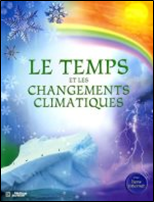 LE TEMPS
ET LES
CHANGEMENTS
CLIMATIQUES